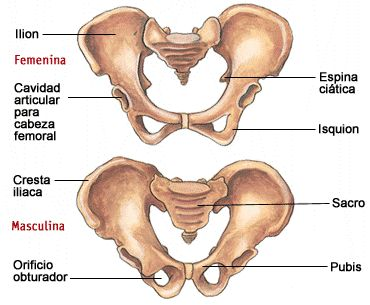 Ilion
Femenina
Cavidad
articular
para
cabeza
femoral
Espina
ciática
Isquion
Cresta
iliaca
Masculina
Sacro
Orificio
obturador
Pubis